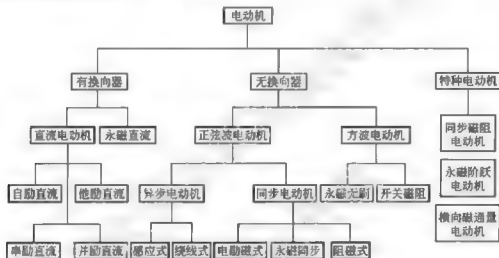 电动机
有换向器
无换向器
特种电动机
直流电动机
永磁直流
正弦波电动机
方波电动机
同步磁阻
电动机
自励直流
他励直流
异步电动机
同步电动机
永磁无刷
开关磁阻
永磁阶跃
电动机
串励直流
并励直流
感应式
绕线式
电励磁式
永磁同步
阻磁式
横向磁通量
电动机